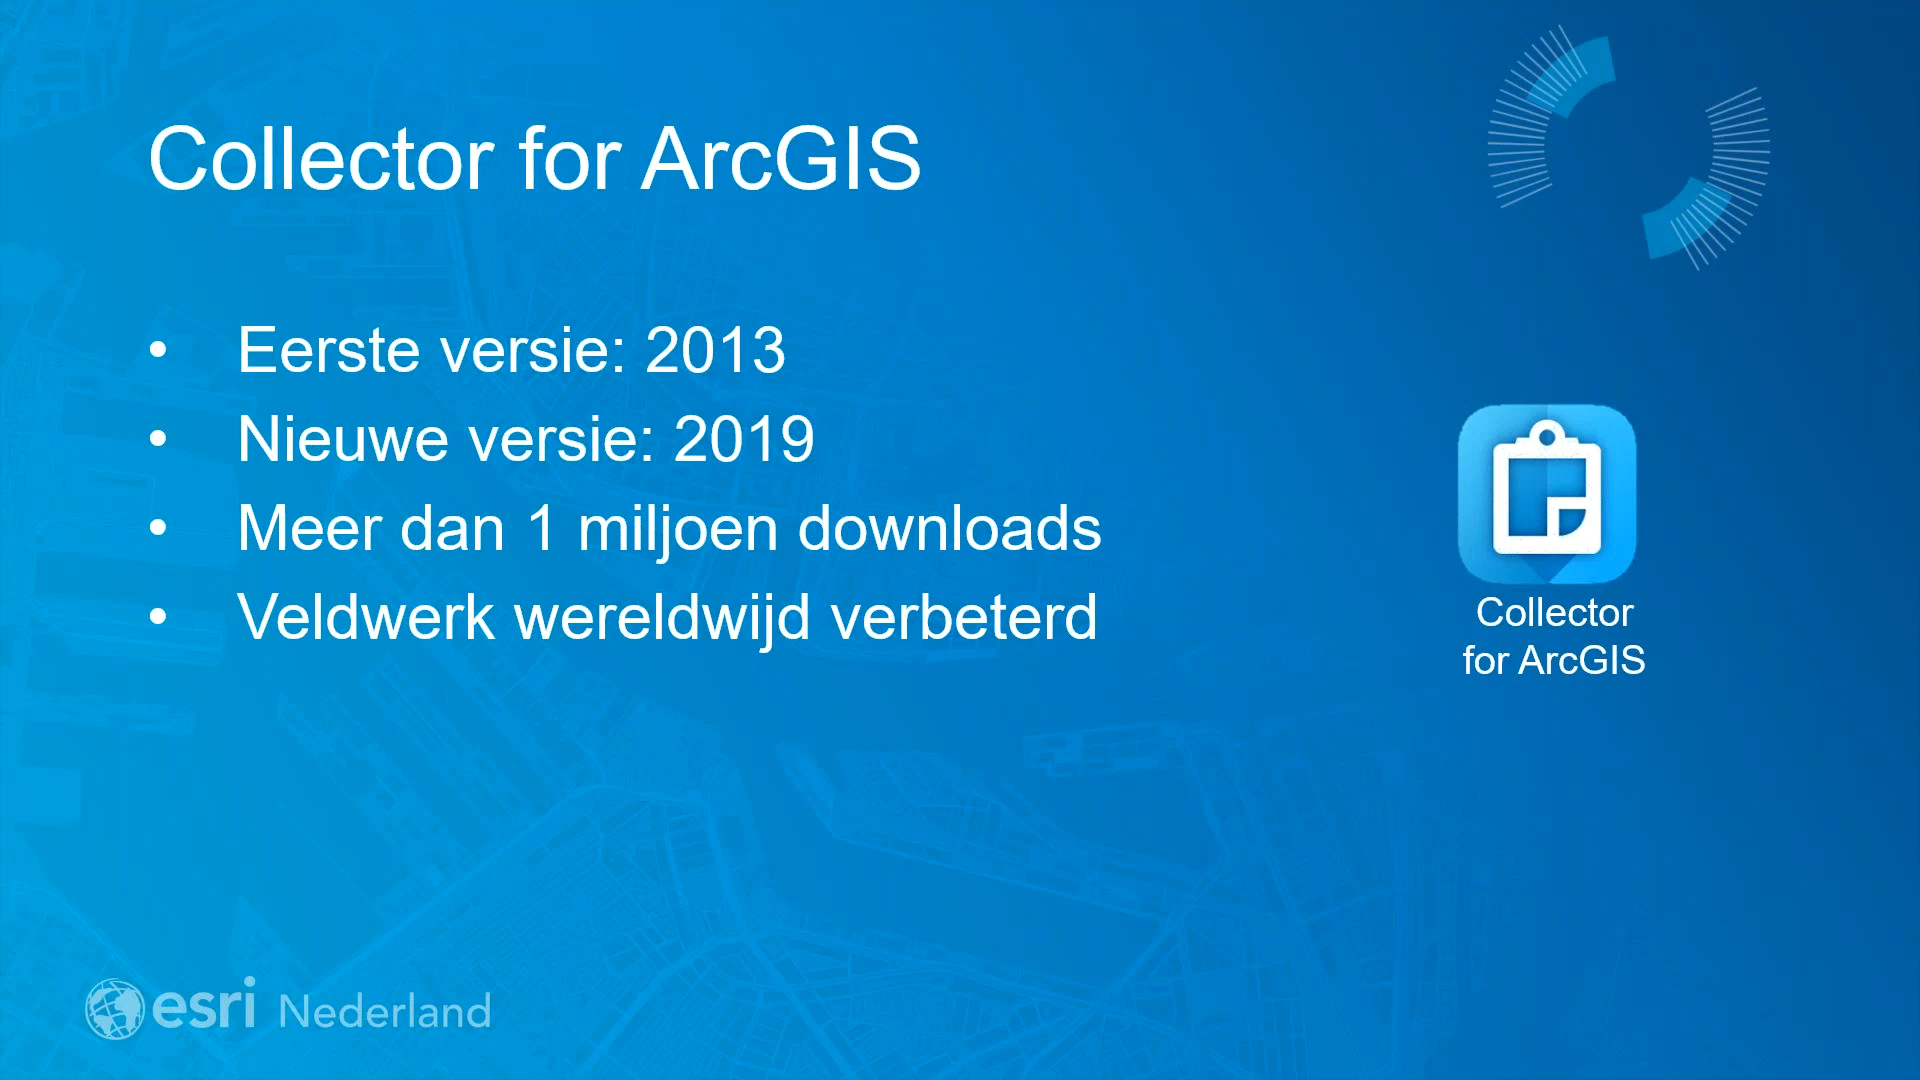 Collector for ArcGIS
• Eerste versie: 2013
• Nieuwe versie: 2019
• Meer dan 1 miljoen downloads
• Veldwerk wereldwijd verbeterd
Collector
for ArcGIS
esri Nederland